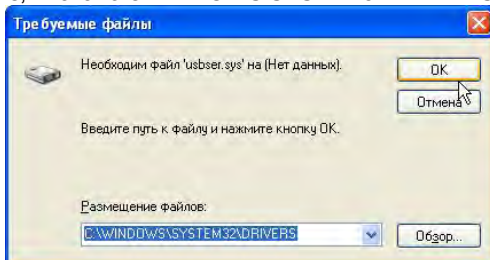 Требуемые файлы
Необходим файл 'usbser.sys' на (Нет данных).
OK
Отмена
Введите путь к файлу и нажмите кнопку OK.
Размещение файлов:
C:\WINDOWS\SYSTEM32\DRIVERS
Обзор...